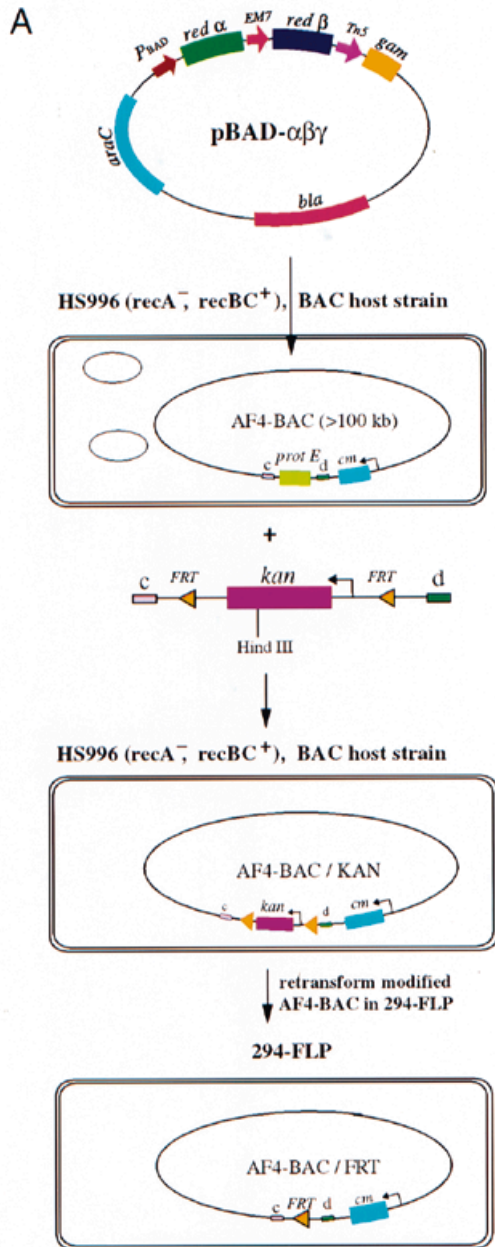 A
P BAD red α EM7 red β Tn5 gam
araC
pBAD-αβγ
bla
HS996 (recA⁻, recBC⁺), BAC host strain
AF4-BAC (>100 kb)
c prot E d cm
+
c FRT kan FRT d
Hind III
HS996 (recA⁻, recBC⁺), BAC host strain
AF4-BAC / KAN
c kan d cm
retransform modified
AF4-BAC in 294-FLP
294-FLP
AF4-BAC / FRT
c FRT d cm